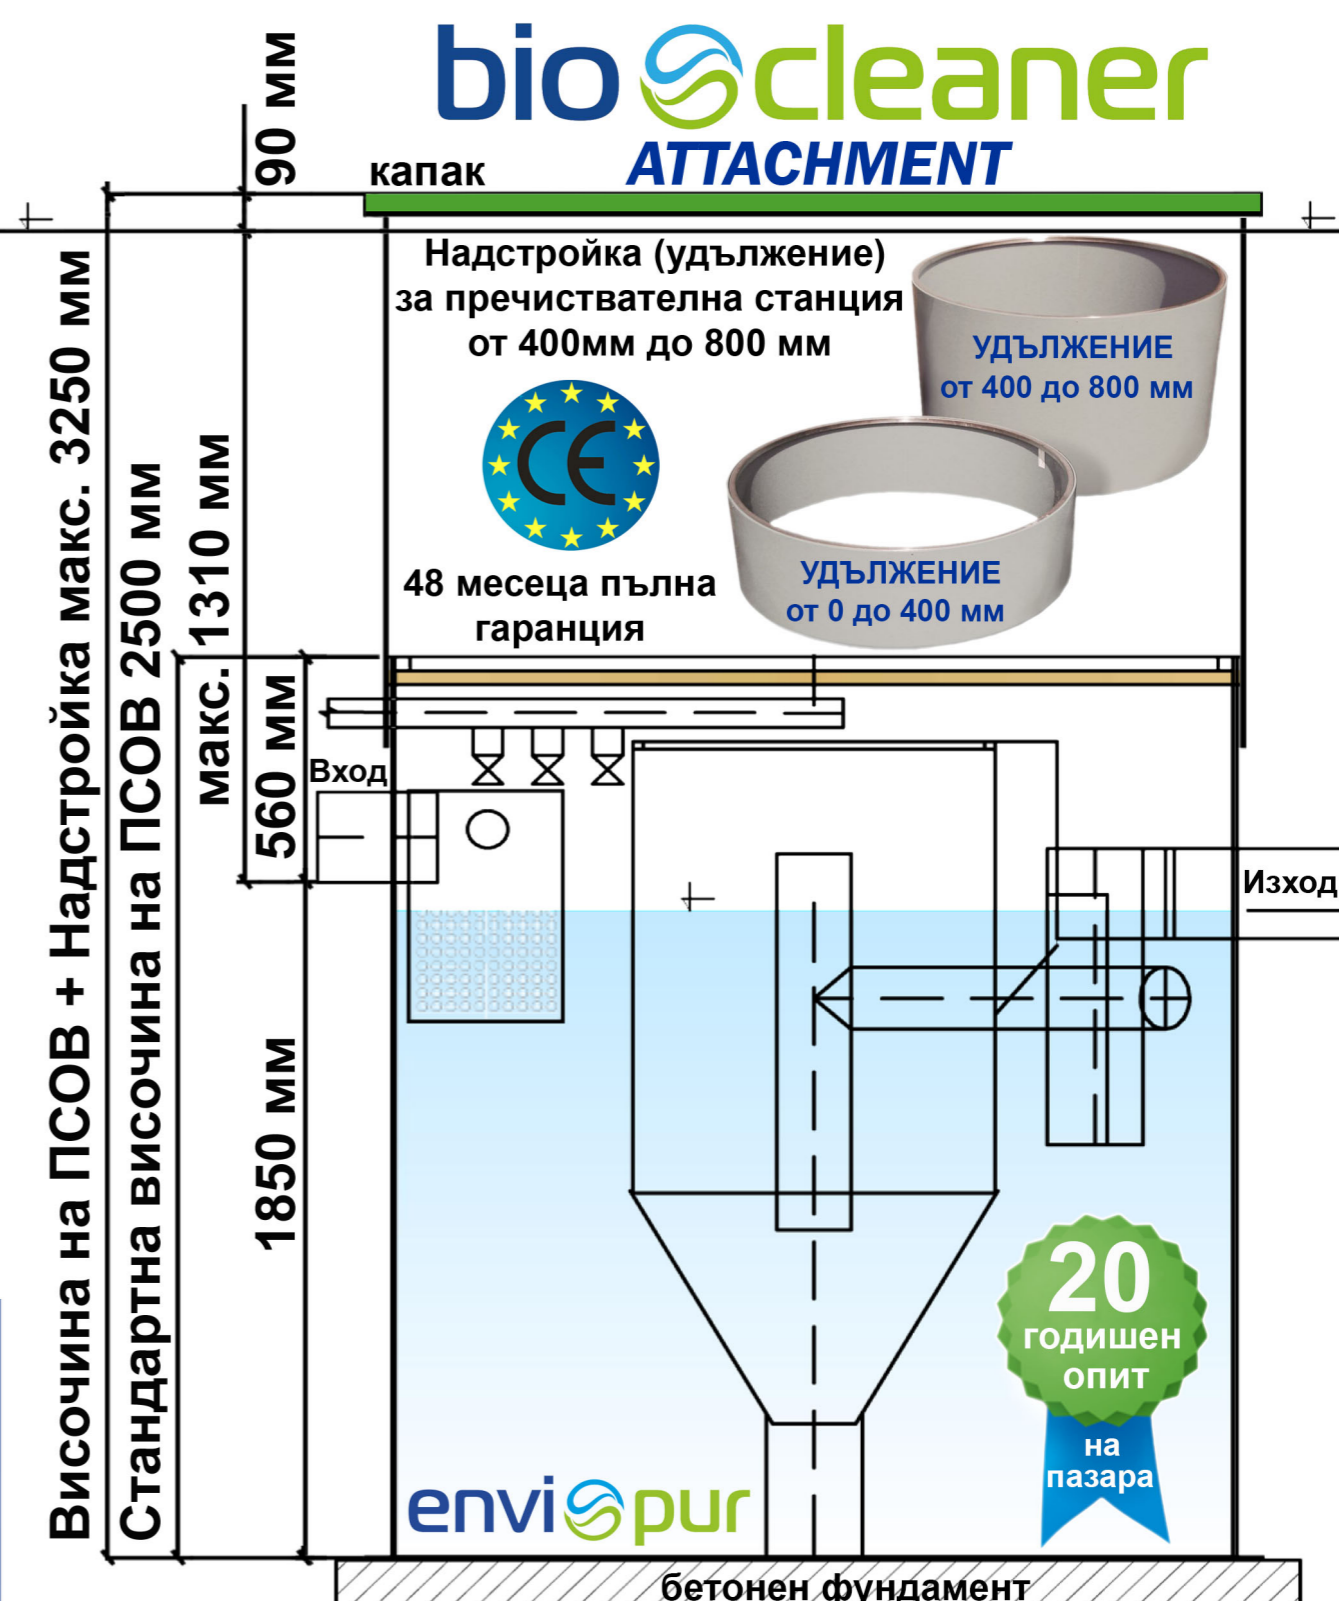 bio cleaner
ATTACHMENT
90 мм
капак
Надстройка (удължение)
за пречиствателна станция
от 400мм до 800 мм
УДЪЛЖЕНИЕ
от 400 до 800 мм
CE
УДЪЛЖЕНИЕ
от 0 до 400 мм
48 месеца пълна
гаранция
Височина на ПСОВ + Надстройка макс. 3250 мм
Стандартна височина на ПСОВ 2500 мм
макс. 1310 мм
560 мм
1850 мм
Вход
Изход
20
годишен
опит
на
пазара
envi pur
бетонен фундамент